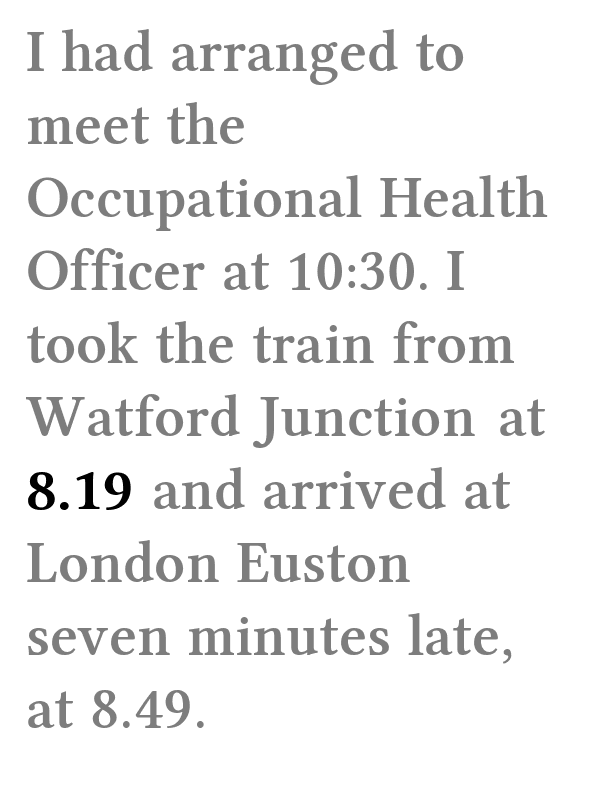 I had arranged to
meet the
Occupational Health
Officer at 10:30. I
took the train from
Watford Junction at
8.19 and arrived at
London Euston
seven minutes late,
at 8.49.